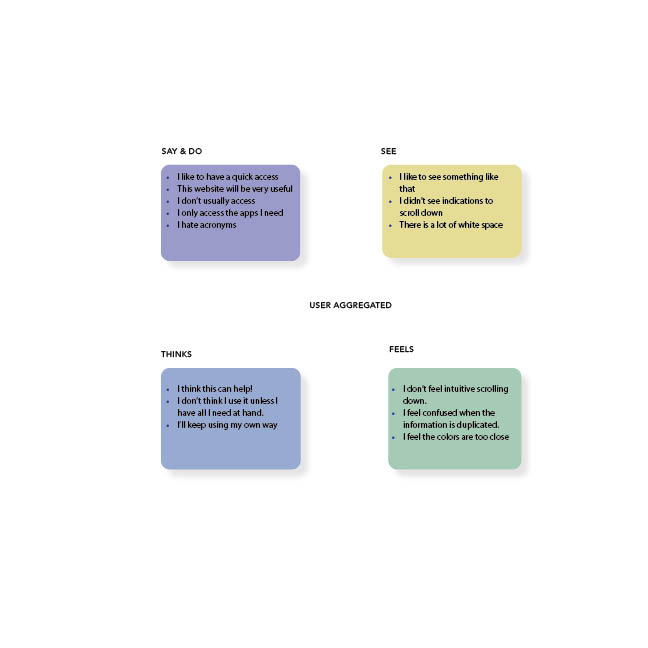 SAY & DO
• I like to have a quick access
• This website will be very useful
• I don't usually access
• I only access the apps I need
• I hate acronyms
SEE
• I like to see something like
that
• I didn't see indications to
scroll down
• There is a lot of white space
USER AGGREGATED
THINKS
• I think this can help!
• I don't think I use it unless I
have all I need at hand.
• I'll keep using my own way
FEELS
• I don't feel intuitive scrolling
down.
• I feel confused when the
information is duplicated.
• I feel the colors are too close